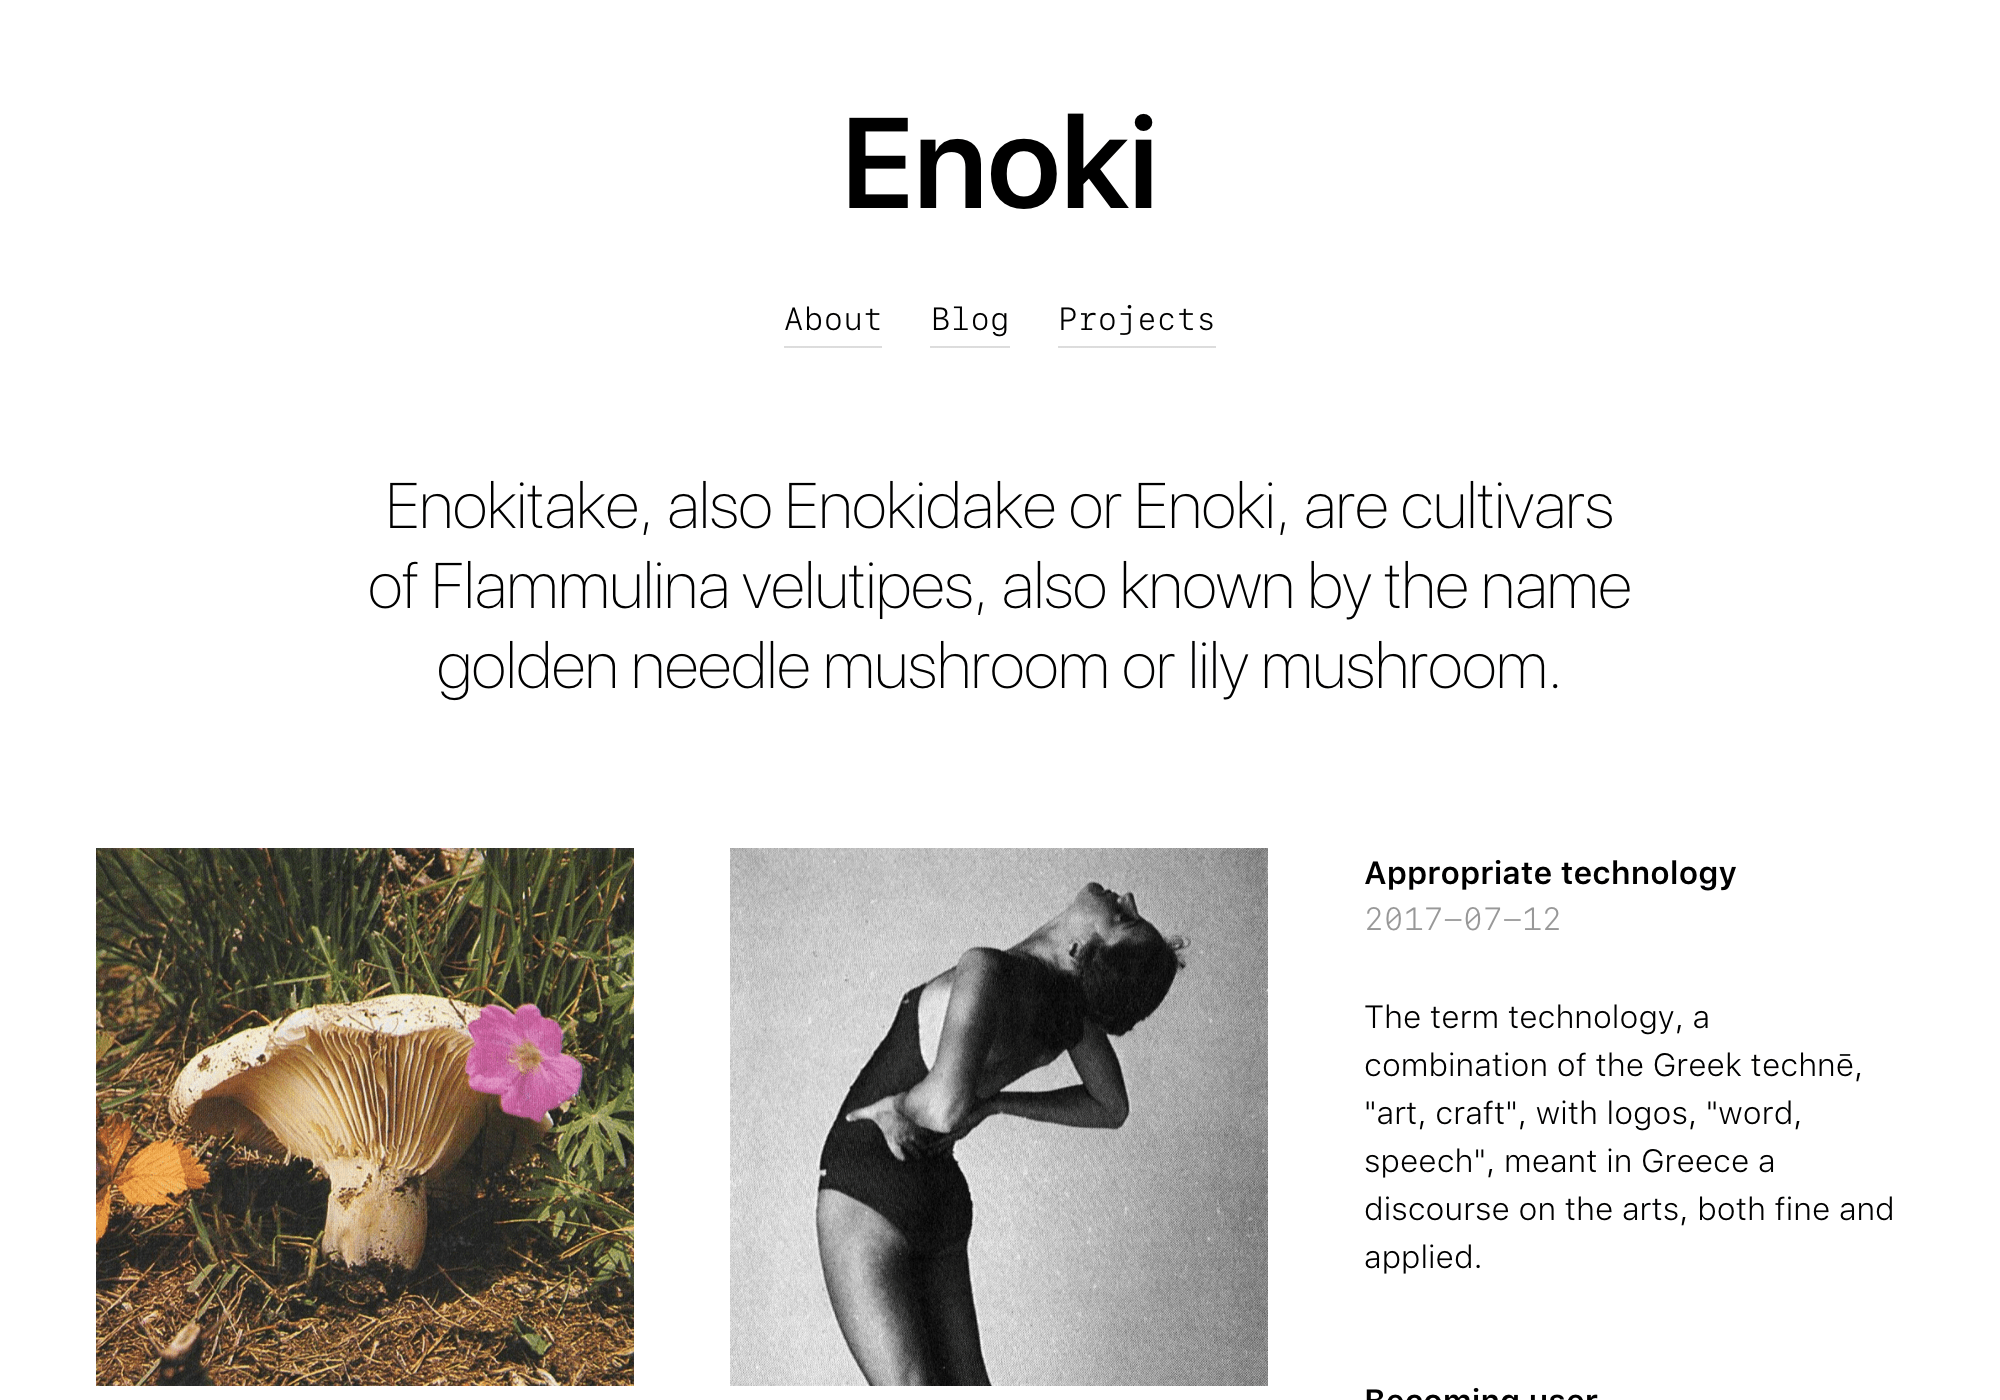 Enoki
About Blog Projects
Enokitake, also Enokidake or Enoki, are cultivars
of Flammulina velutipes, also known by the name
golden needle mushroom or lily mushroom.
Appropriate technology
2017–07–12
The term technology, a
combination of the Greek technē,
"art, craft", with logos, "word,
speech", meant in Greece a
discourse on the arts, both fine and
applied.
Becoming user